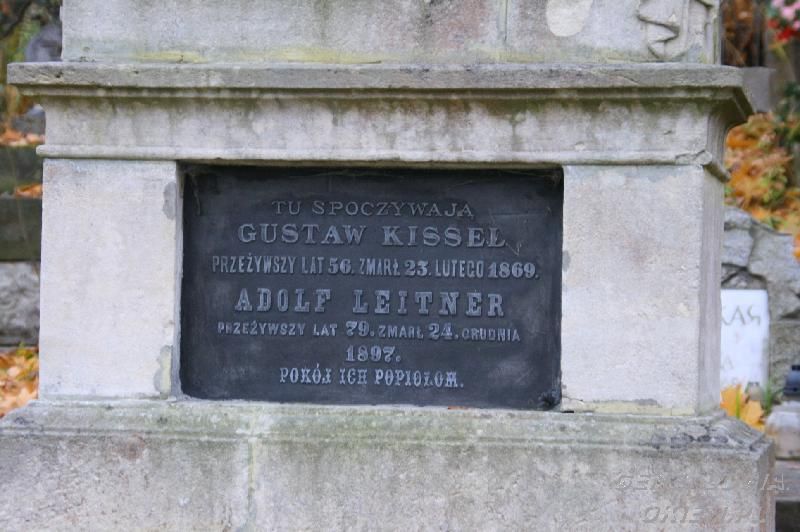 TU SPOCZYWAJĄ
GUSTAW KISSEL
PRZEŻYWSZY LAT 56. ZMARŁ 23. LUTEGO 1869.
ADOLF LEITNER
PRZEŻYWSZY LAT 79. ZMARŁ 24. GRUDNIA
1897.
POKÓJ ICH POPIOŁOM.